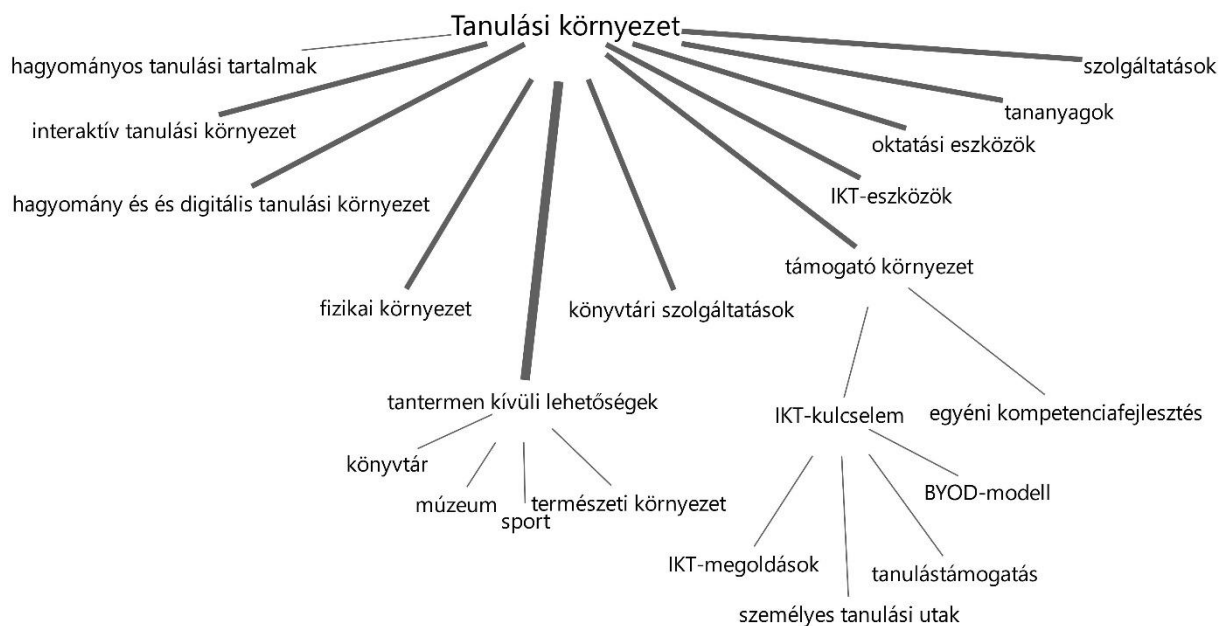 Tanulási környezet
hagyományos tanulási tartalmak
szolgáltatások
tananyagok
interaktív tanulási környezet
oktatási eszközök
IKT-eszközök
hagyomány és és digitális tanulási környezet
támogató környezet
fizikai környezet
könyvtári szolgáltatások
tantermen kívüli lehetőségek
IKT-kulcselem
egyéni kompetenciafejlesztés
könyvtár
múzeum
sport
természeti környezet
BYOD-modell
IKT-megoldások
tanulástámogatás
személyes tanulási utak